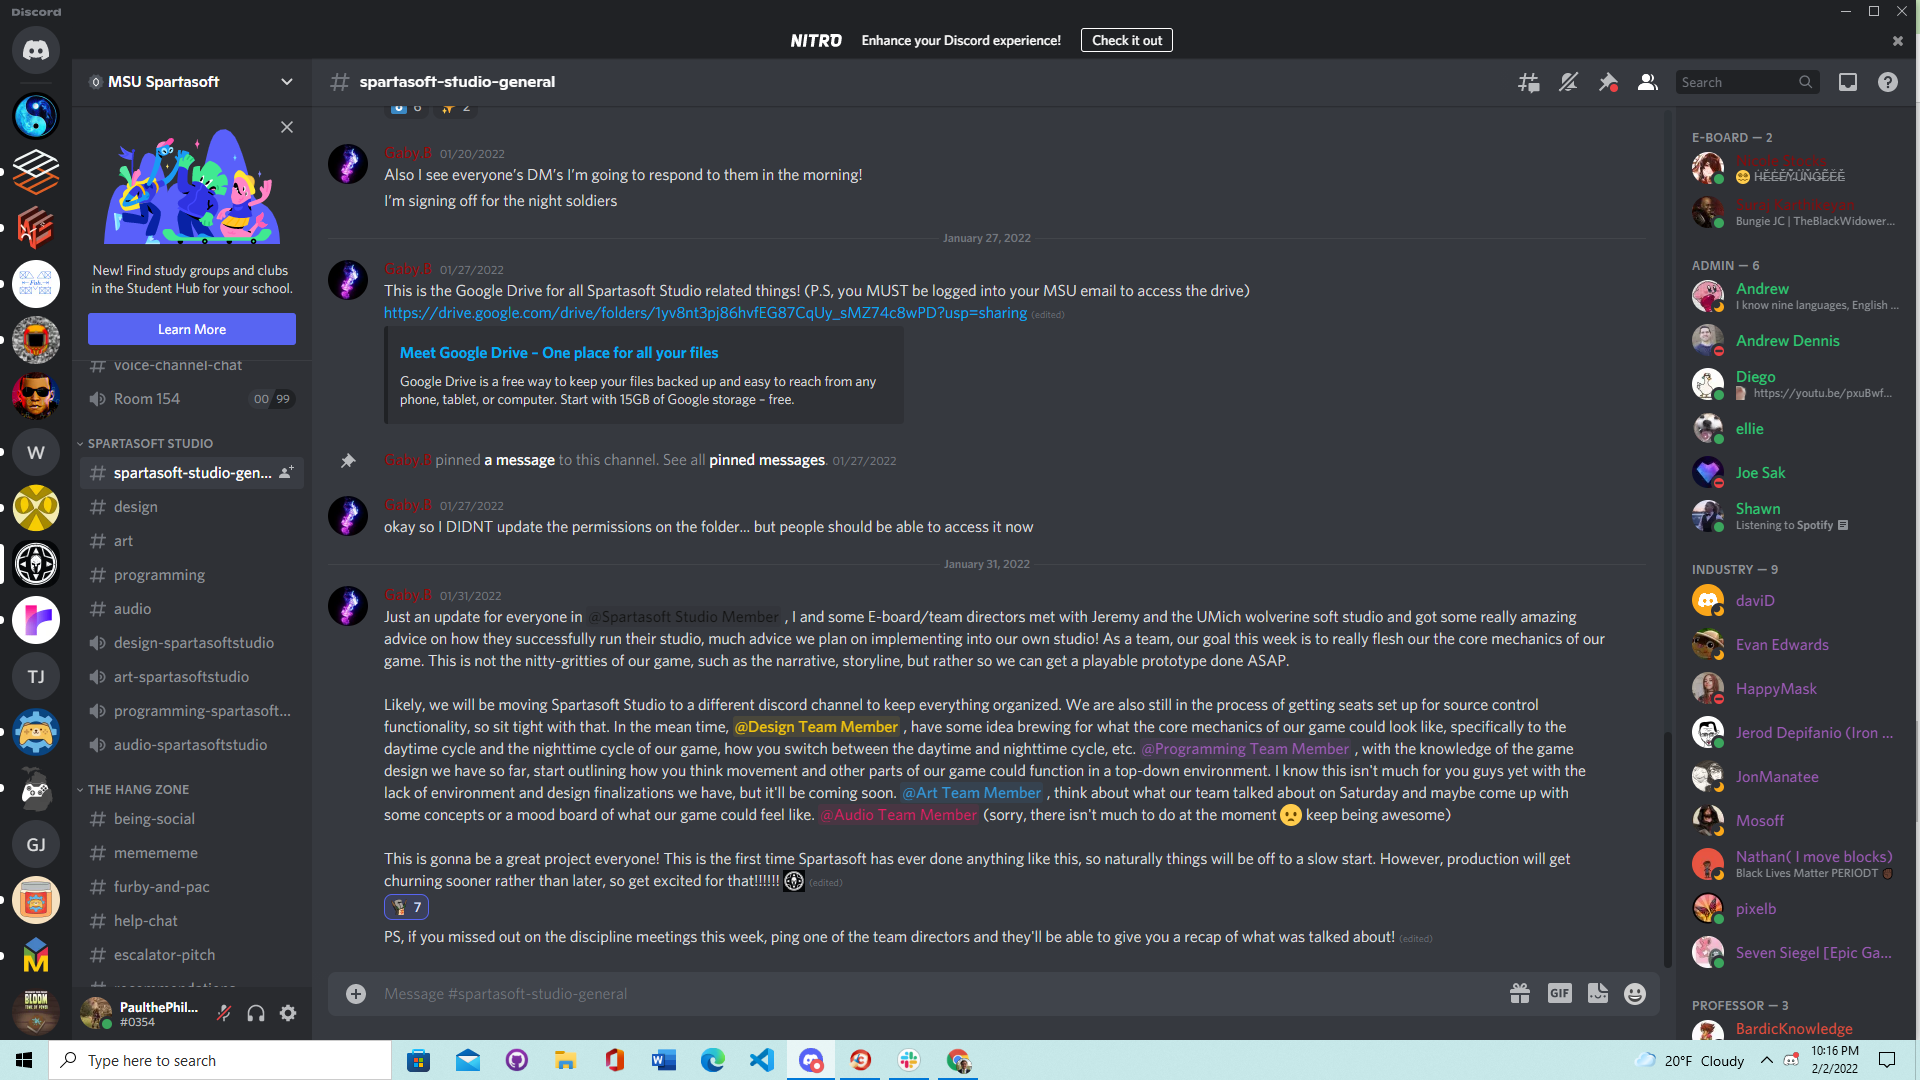 Discord
NITRO Enhance your Discord experience! Check it out
MSU Spartasoft
New! Find study groups and clubs
in the Student Hub for your school.
Learn More
voice-channel-chat
Room 154 00 99
SPARTASOFT STUDIO
spartasoft-studio-gen...
design
art
programming
audio
design-spartasoftstudio
art-spartasoftstudio
programming-spartasoft...
audio-spartasoftstudio
THE HANG ZONE
being-social
memememe
furby-and-pac
help-chat
escalator-pitch
recommendations
PaulthePhil...
#0354
W
TJ
GJ
BLOOM
spartasoft-studio-general
Search
6 2
Gaby.B 01/20/2022
Also I see everyone's DM's I'm going to respond to them in the morning!
I'm signing off for the night soldiers
January 27, 2022
Gaby.B 01/27/2022
This is the Google Drive for all Spartasoft Studio related things! (P.S, you MUST be logged into your MSU email to access the drive)
https://drive.google.com/drive/folders/1yv8nt3pj86hvfEG87CqUy_sMZ74c8wPD?usp=sharing (edited)
Meet Google Drive – One place for all your files
Google Drive is a free way to keep your files backed up and easy to reach from any
phone, tablet, or computer. Start with 15GB of Google storage – free.
Gaby.B pinned a message to this channel. See all pinned messages. 01/27/2022
Gaby.B 01/27/2022
okay so I DIDNT update the permissions on the folder... but people should be able to access it now
January 31, 2022
Gaby.B 01/31/2022
Just an update for everyone in @Spartasoft Studio Member , I and some E-board/team directors met with Jeremy and the UMich wolverine soft studio and got some really amazing
advice on how they successfully run their studio, much advice we plan on implementing into our own studio! As a team, our goal this week is to really flesh our the core mechanics of our
game. This is not the nitty-gritties of our game, such as the narrative, storyline, but rather so we can get a playable prototype done ASAP.
Likely, we will be moving Spartasoft Studio to a different discord channel to keep everything organized. We are also still in the process of getting seats set up for source control
functionality, so sit tight with that. In the mean time, @Design Team Member , have some idea brewing for what the core mechanics of our game could look like, specifically to the
daytime cycle and the nighttime cycle of our game, how you switch between the daytime and nighttime cycle, etc. @Programming Team Member , with the knowledge of the game
design we have so far, start outlining how you think movement and other parts of our game could function in a top-down environment. I know this isn't much for you guys yet with the
lack of environment and design finalizations we have, but it'll be coming soon. @Art Team Member , think about what our team talked about on Saturday and maybe come up with
some concepts or a mood board of what our game could feel like. @Audio Team Member (sorry, there isn't much to do at the moment keep being awesome)
This is gonna be a great project everyone! This is the first time Spartasoft has ever done anything like this, so naturally things will be off to a slow start. However, production will get
churning sooner rather than later, so get excited for that!!!!!! (edited)
7
PS, if you missed out on the discipline meetings this week, ping one of the team directors and they'll be able to give you a recap of what was talked about! (edited)
Message #spartasoft-studio-general
GIF
E-BOARD — 2
Bungie JC | TheBlackWidower...
ADMIN — 6
Andrew
I know nine languages, English ...
Andrew Dennis
Diego
https://youtu.be/pxuBwf...
ellie
Joe Sak
Shawn
Listening to Spotify
INDUSTRY — 9
daviD
Evan Edwards
HappyMask
Jerod Depifanio (Iron ...
JonManatee
Mosoff
Nathan( I move blocks)
Black Lives Matter PERIODT
pixelb
Seven Siegel [Epic Ga...
PROFESSOR — 3
BardicKnowledge
Type here to search
20°F Cloudy
10:16 PM
2/2/2022